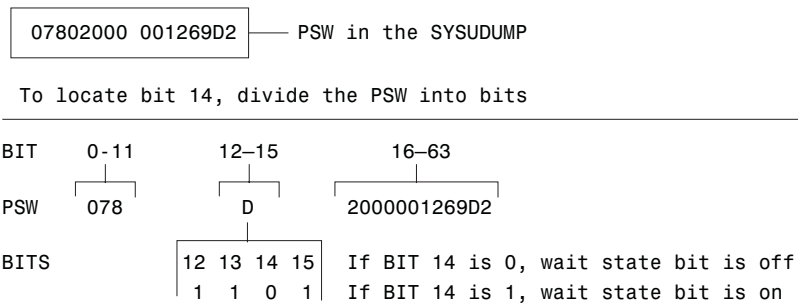 07802000 001269D2 PSW in the SYSUDUMP
To locate bit 14, divide the PSW into bits
BIT 0-11 12–15 16–63
PSW 078 D 2000001269D2
BITS 12 13 14 15 If BIT 14 is 0, wait state bit is off
1 1 0 1 If BIT 14 is 1, wait state bit is on